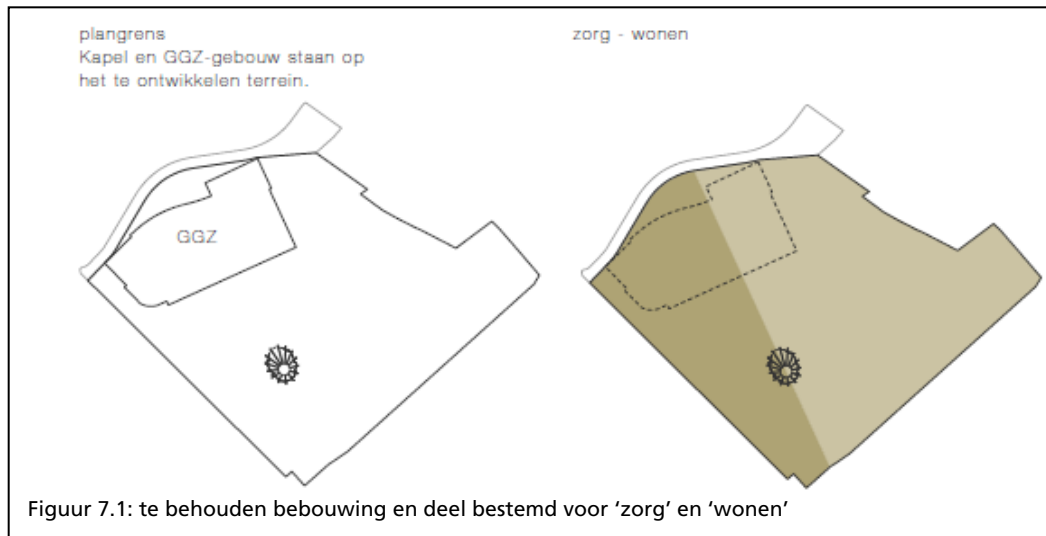 plangrens
Kapel en GGZ-gebouw staan op
het te ontwikkelen terrein.
zorg - wonen
GGZ
Figuur 7.1: te behouden bebouwing en deel bestemd voor ‘zorg’ en ‘wonen’